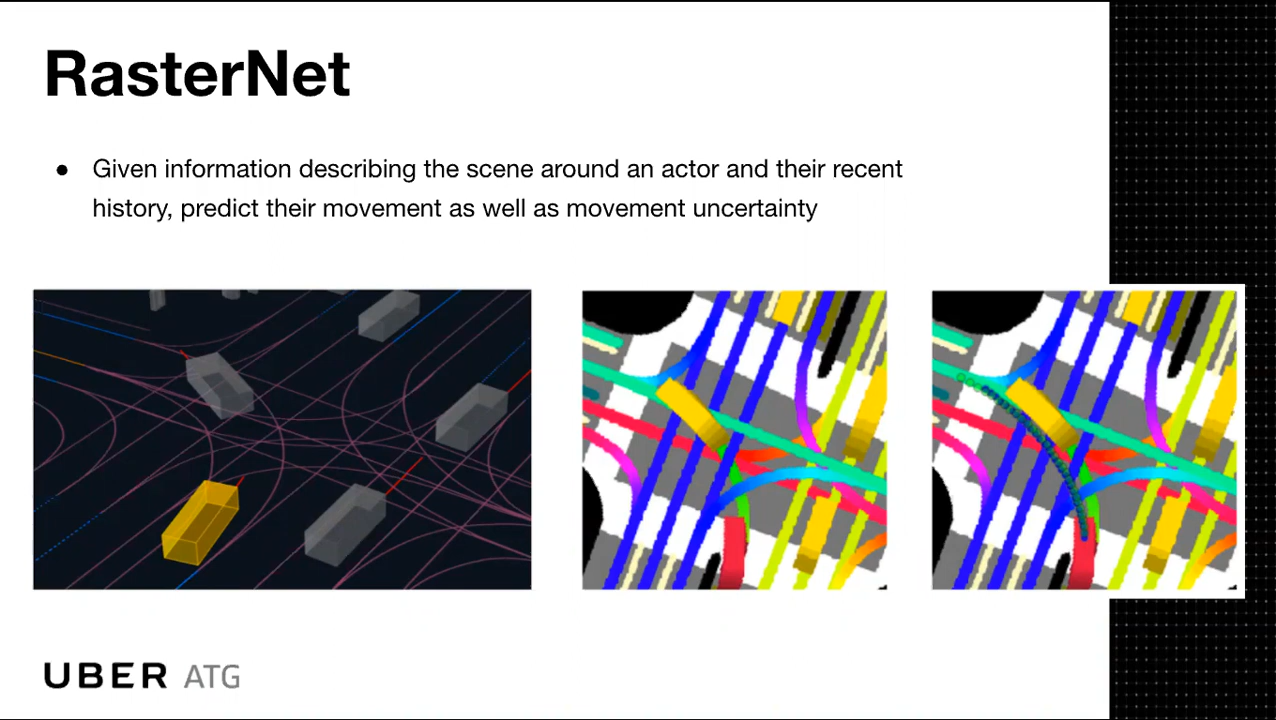 RasterNet
● Given information describing the scene around an actor and their recent
history, predict their movement as well as movement uncertainty
UBER ATG